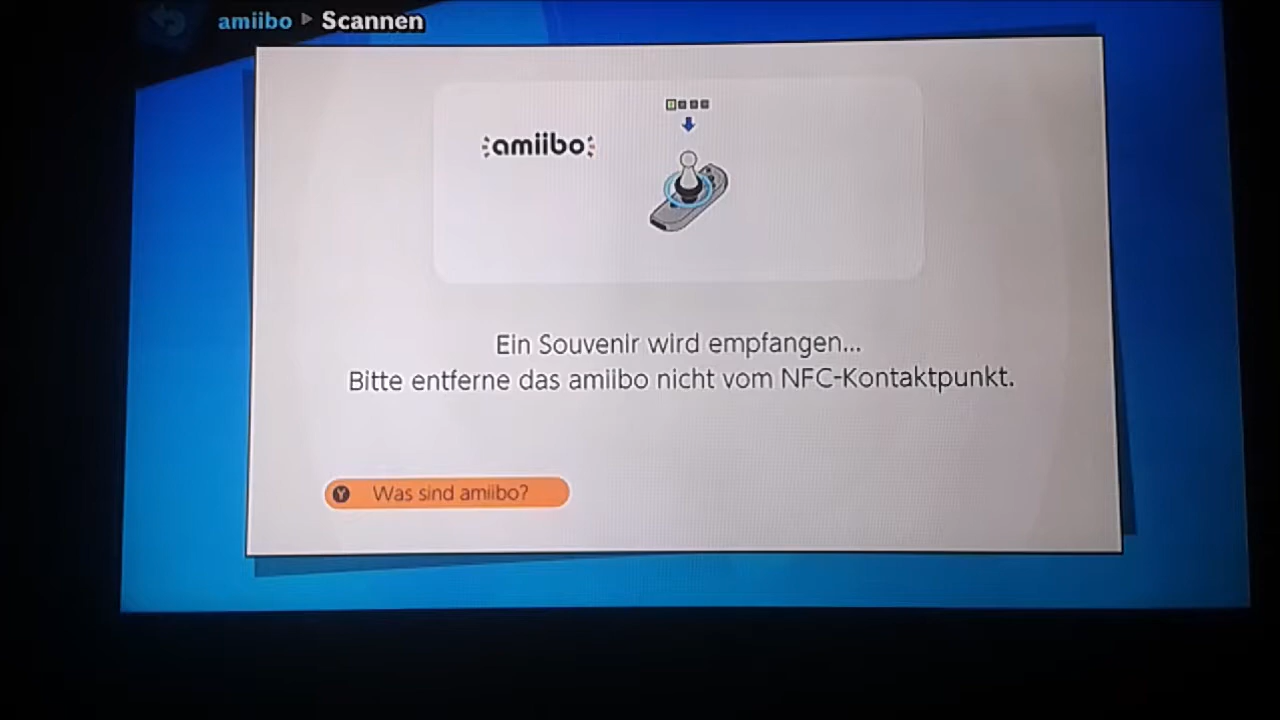 amiibo ▶ Scannen
amiibo
Ein Souvenir wird empfangen...
Bitte entferne das amiibo nicht vom NFC-Kontaktpunkt.
Y Was sind amiibo?